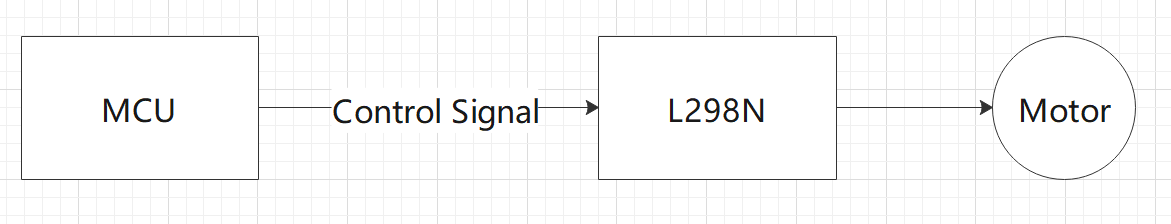 MCU
Control Signal
L298N
Motor